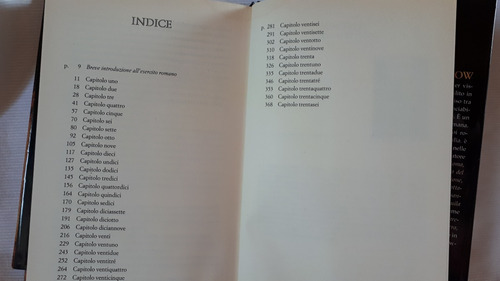 INDICE
p. 9 Breve introduzione all'esercito romano
11 Capitolo uno
18 Capitolo due
28 Capitolo tre
41 Capitolo quattro
57 Capitolo cinque
70 Capitolo sei
80 Capitolo sette
92 Capitolo otto
105 Capitolo nove
117 Capitolo dieci
127 Capitolo undici
135 Capitolo dodici
145 Capitolo tredici
156 Capitolo quattordici
164 Capitolo quindici
170 Capitolo sedici
179 Capitolo diciassette
191 Capitolo diciotto
206 Capitolo diciannove
216 Capitolo venti
229 Capitolo ventuno
243 Capitolo ventidue
252 Capitolo ventitré
264 Capitolo ventiquattro
272 Capitolo venticinque
p. 281 Capitolo ventisei
291 Capitolo ventisette
302 Capitolo ventotto
310 Capitolo ventinove
318 Capitolo trenta
326 Capitolo trentuno
335 Capitolo trentadue
346 Capitolo trentatré
353 Capitolo trentaquattro
360 Capitolo trentacinque
368 Capitolo trentasei
OW